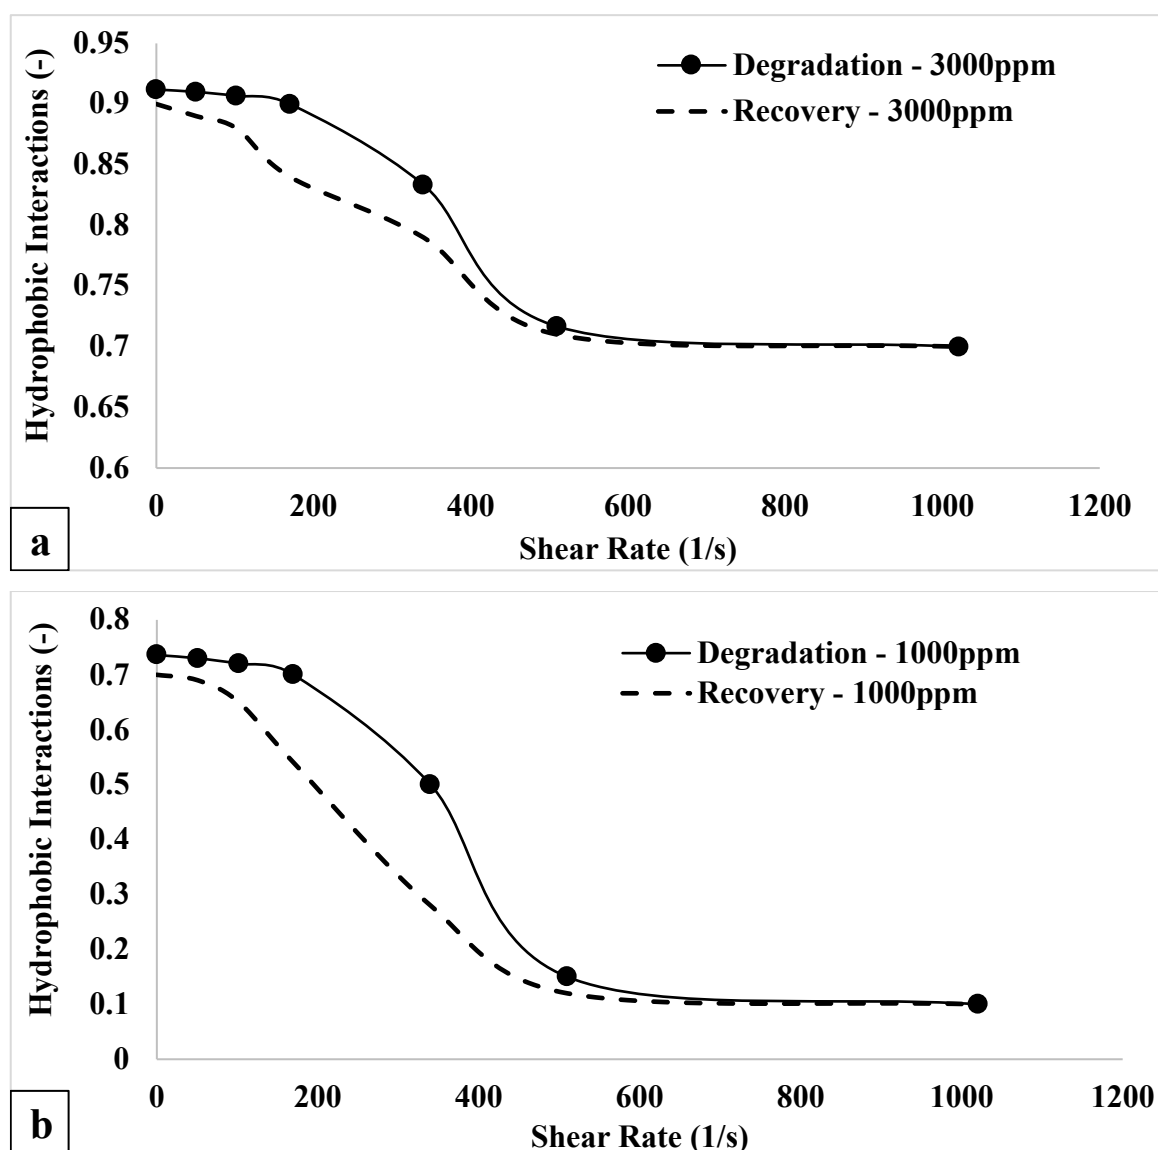 0.95
0.9
0.85
0.8
0.75
0.7
0.65
0.6
Hydrophobic Interactions (-)
Degradation - 3000ppm
Recovery - 3000ppm
0 200 400 600 800 1000 1200
Shear Rate (1/s)
a
0.8
0.7
0.6
0.5
0.4
0.3
0.2
0.1
0
Hydrophobic Interactions (-)
Degradation - 1000ppm
Recovery - 1000ppm
0 200 400 600 800 1000 1200
Shear Rate (1/s)
b